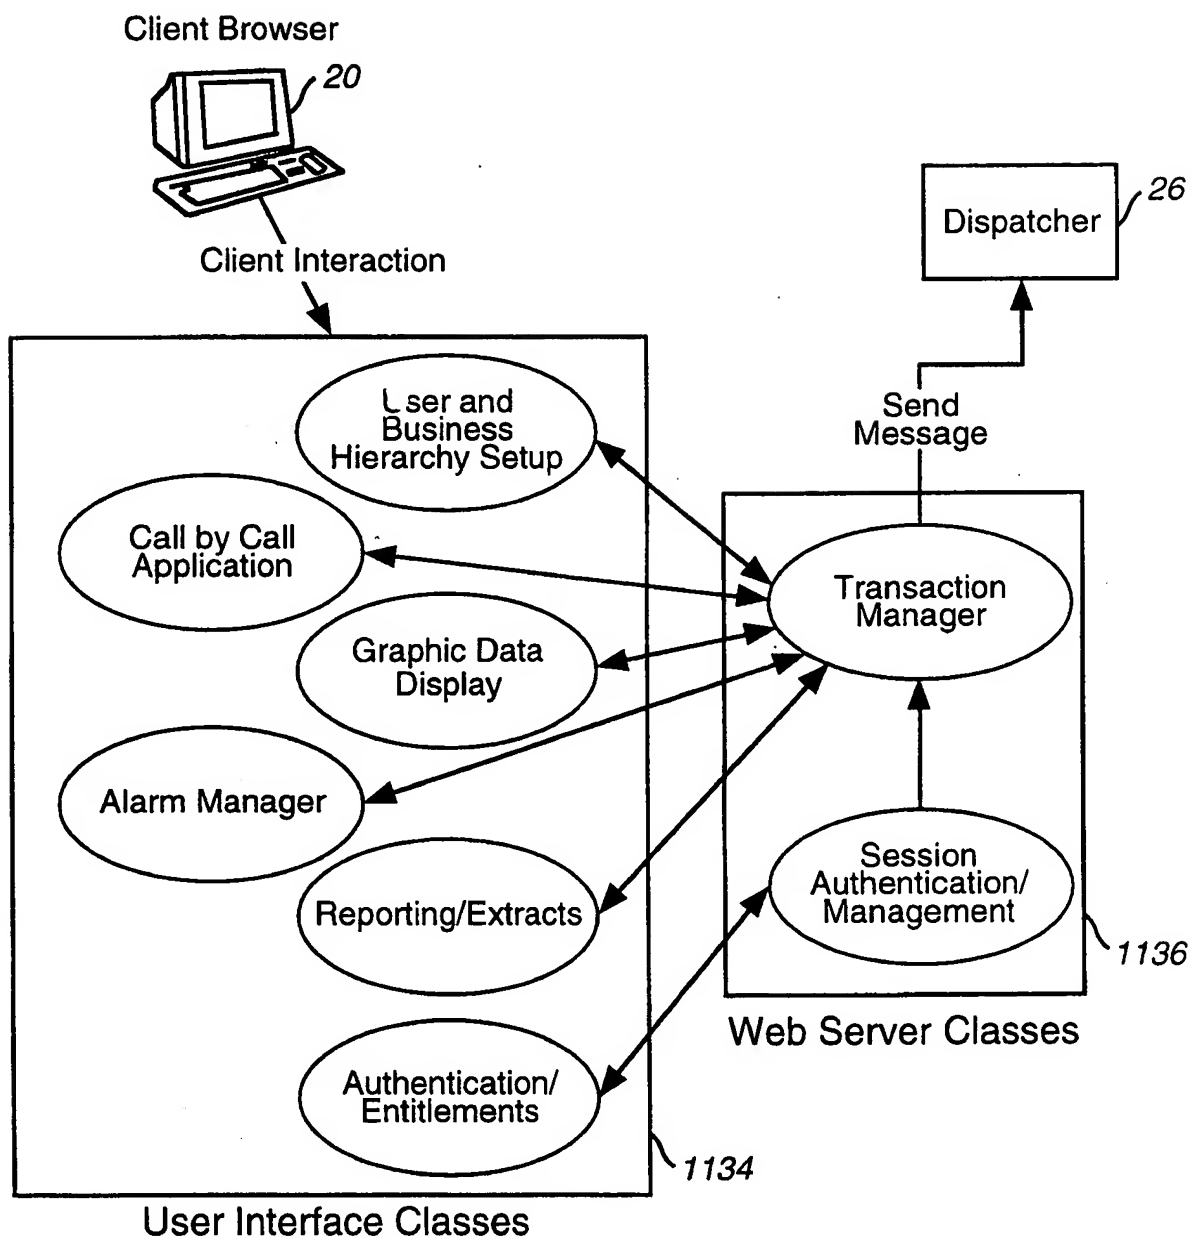 Client Browser
20
Client Interaction
Dispatcher
26
Send
Message
User and
Business
Hierarchy Setup
Call by Call
Application
Graphic Data
Display
Alarm Manager
Reporting/Extracts
Authentication/
Entitlements
1134
User Interface Classes
Transaction
Manager
Session
Authentication/
Management
1136
Web Server Classes